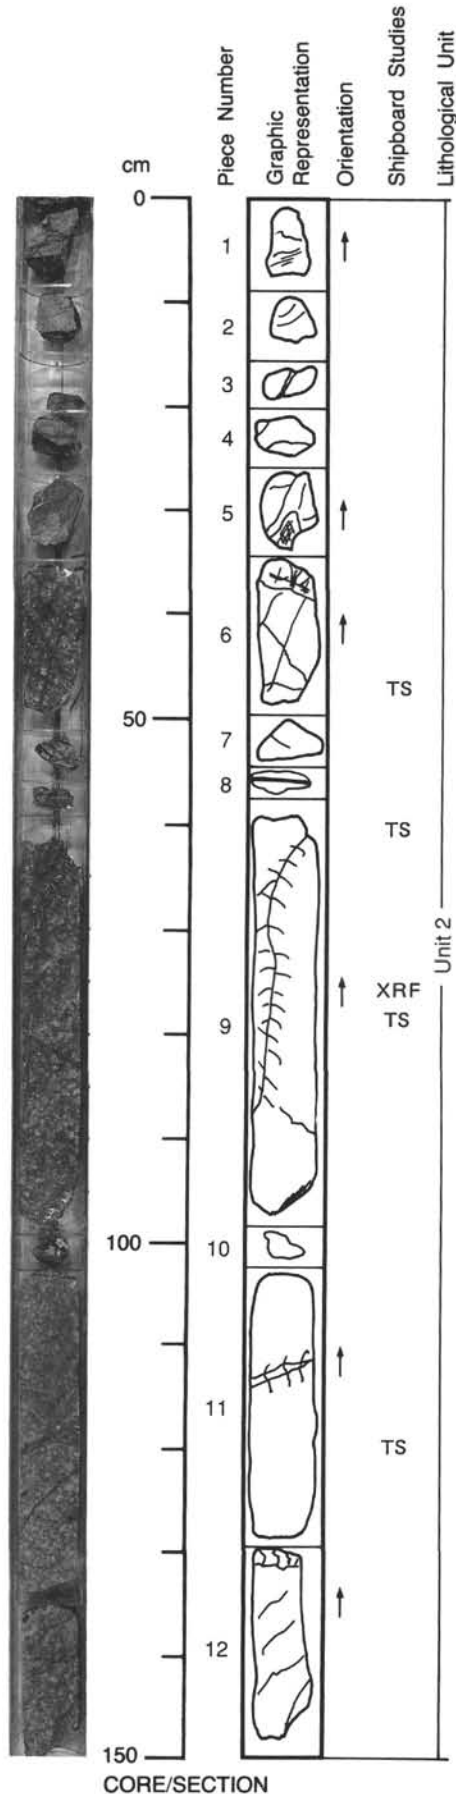 cm
Piece Number
Graphic
Representation
Orientation
Shipboard Studies
Lithological Unit
0
1
2
3
4
5
6
TS
50
7
8
TS
Unit 2
XRF
TS
9
100
10
11
TS
12
150
CORE/SECTION